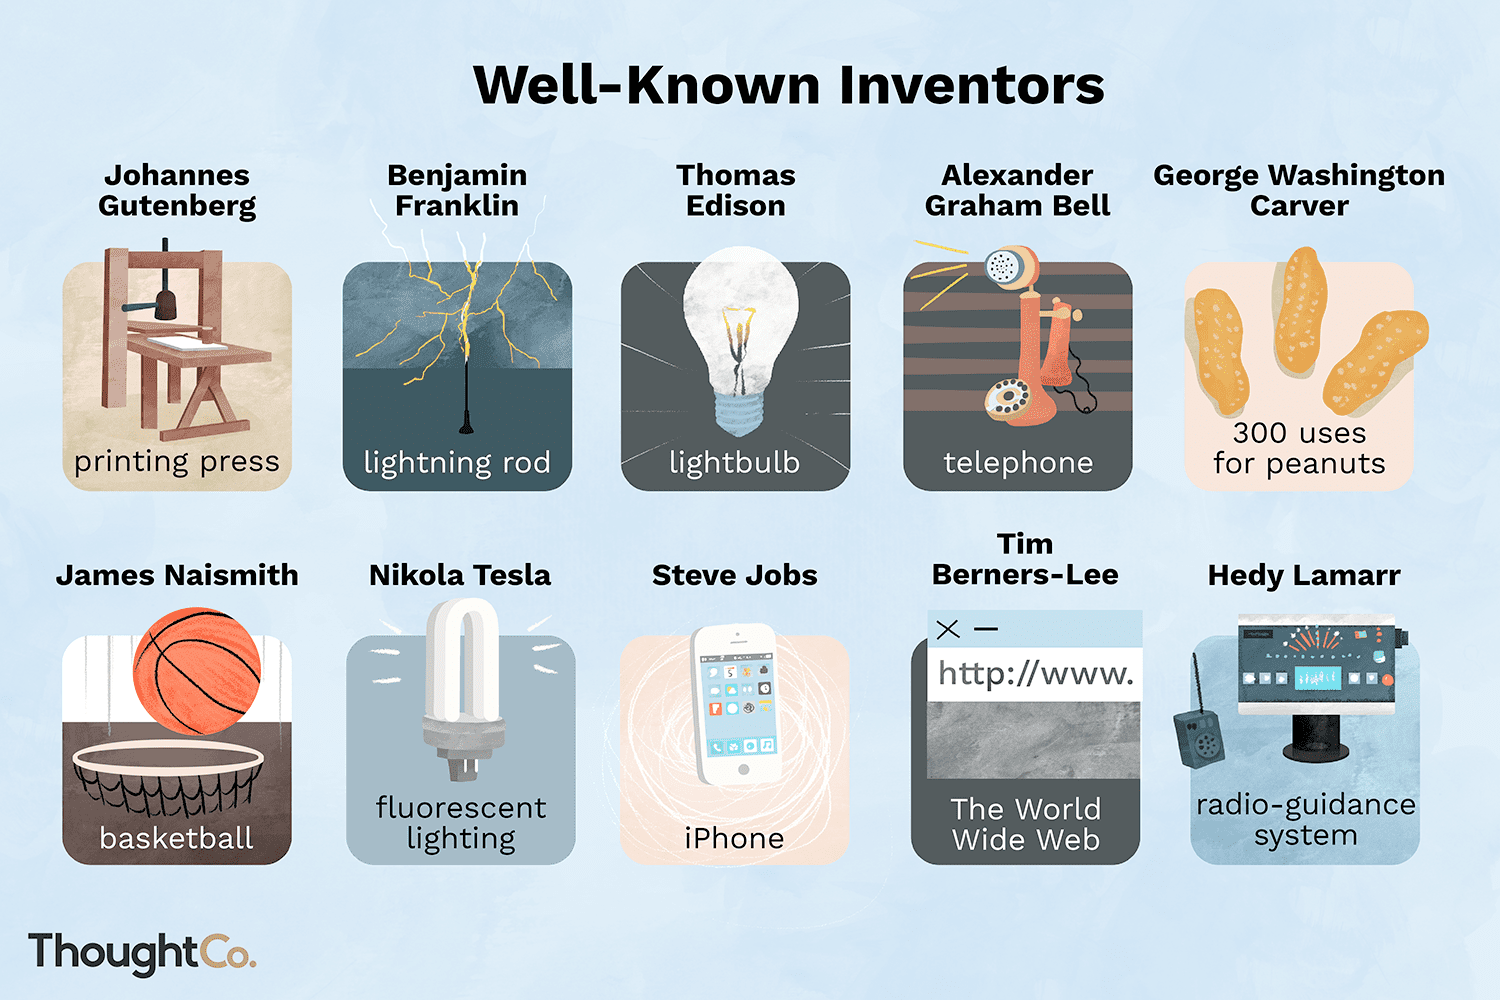 Well-Known Inventors
Johannes
Gutenberg
printing press
Benjamin
Franklin
lightning rod
Thomas
Edison
lightbulb
Alexander
Graham Bell
telephone
George Washington
Carver
300 uses
for peanuts
James Naismith
basketball
Nikola Tesla
fluorescent
lighting
Steve Jobs
iPhone
Tim
Berners-Lee
http://www.
The World
Wide Web
Hedy Lamarr
radio-guidance
system
ThoughtCo.